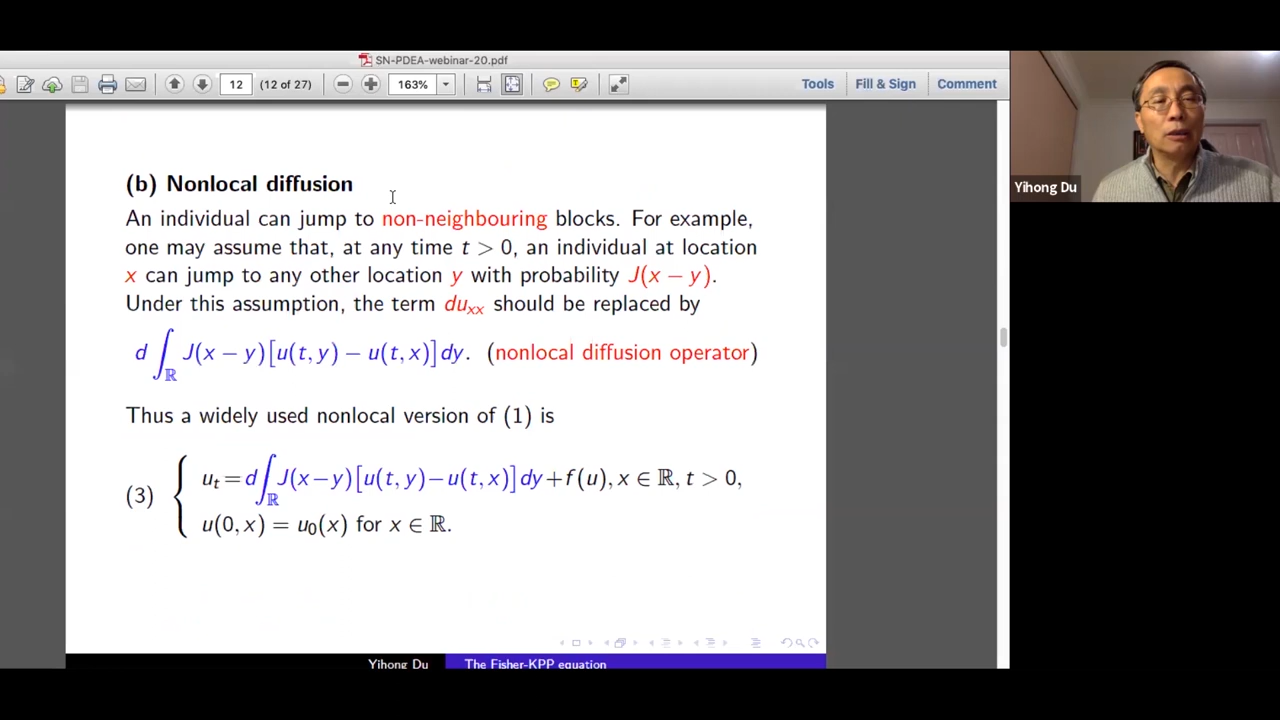 SN-PDEA-webinar-20.pdf
12 (12 of 27) 163% Tools Fill & Sign Comment
(b) Nonlocal diffusion
An individual can jump to non-neighbouring blocks. For example,
one may assume that, at any time t > 0, an individual at location
x can jump to any other location y with probability J(x − y).
Under this assumption, the term du_xx should be replaced by
d ∫_ℝ J(x − y)[u(t, y) − u(t, x)]dy. (nonlocal diffusion operator)
Thus a widely used nonlocal version of (1) is
(3) { u_t = d∫_ℝ J(x−y)[u(t, y)−u(t, x)]dy+f(u), x ∈ ℝ, t > 0,
u(0, x) = u_0(x) for x ∈ ℝ.
Yihong Du The Fisher-KPP equation
Yihong Du